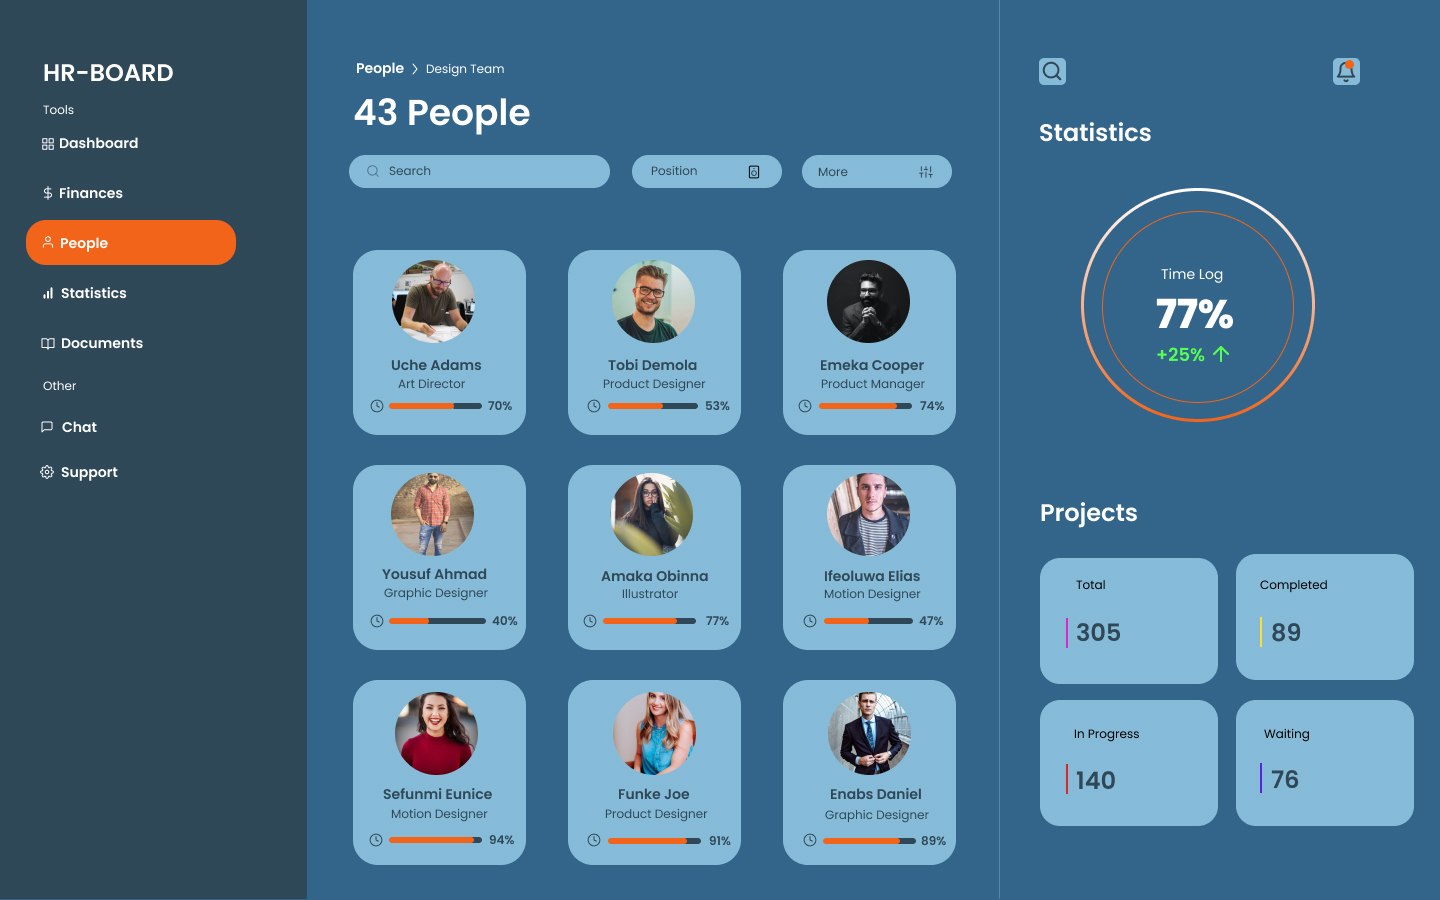 HR-BOARD
Tools
Dashboard
Finances
People
Statistics
Documents
Other
Chat
Support
People > Design Team
43 People
Search
Position
More
Uche Adams
Art Director
70%
Tobi Demola
Product Designer
53%
Emeka Cooper
Product Manager
74%
Yousuf Ahmad
Graphic Designer
40%
Amaka Obinna
Illustrator
77%
Ifeoluwa Elias
Motion Designer
47%
Sefunmi Eunice
Motion Designer
94%
Funke Joe
Product Designer
91%
Enabs Daniel
Graphic Designer
89%
Statistics
Time Log
77%
+25%
Projects
Total
305
Completed
89
In Progress
140
Waiting
76